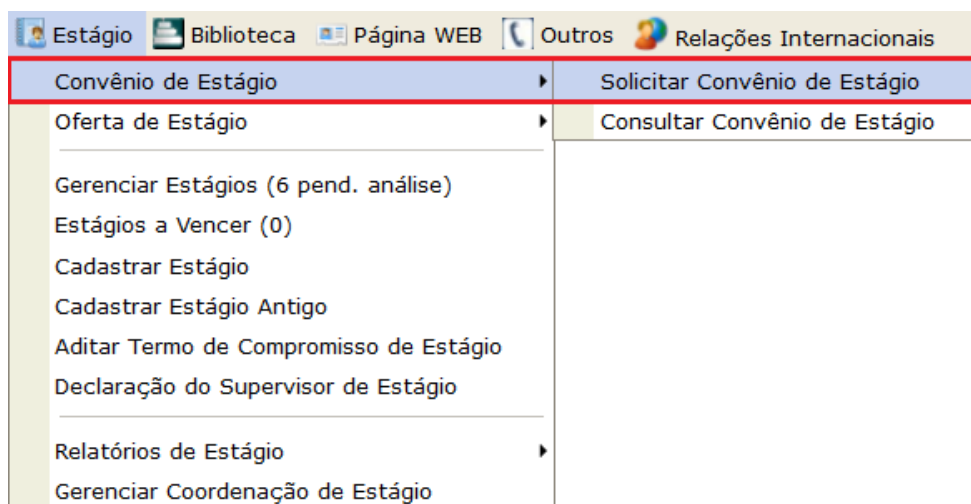 Estágio Biblioteca Página WEB Outros Relações Internacionais
Convênio de Estágio Solicitar Convênio de Estágio
Oferta de Estágio Consultar Convênio de Estágio
Gerenciar Estágios (6 pend. análise)
Estágios a Vencer (0)
Cadastrar Estágio
Cadastrar Estágio Antigo
Aditar Termo de Compromisso de Estágio
Declaração do Supervisor de Estágio
Relatórios de Estágio
Gerenciar Coordenação de Estágio